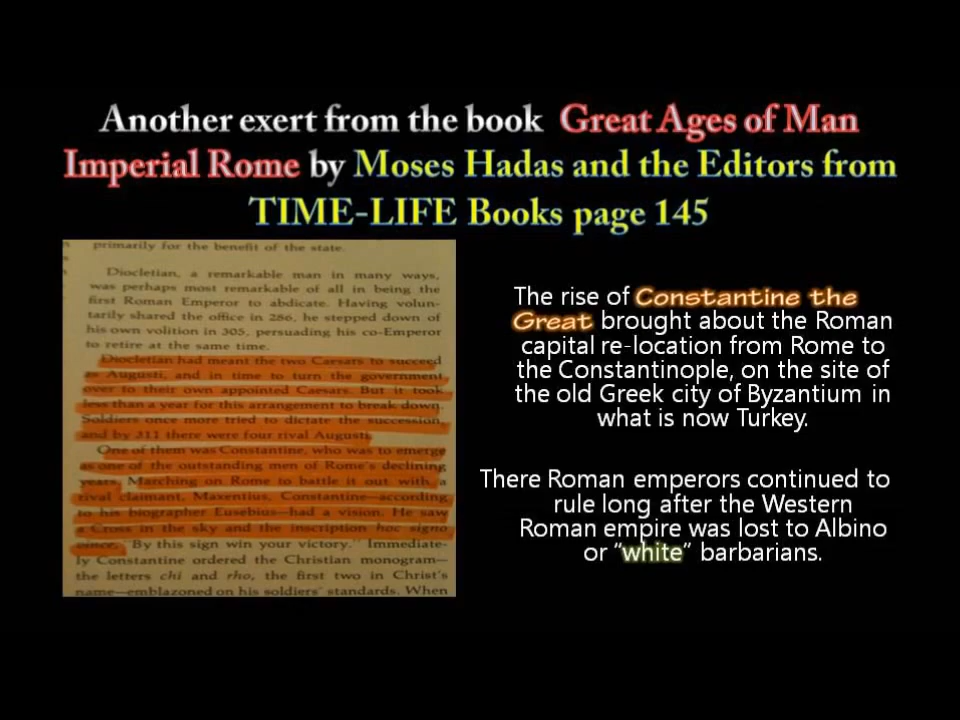 Another exert from the book Great Ages of Man
Imperial Rome by Moses Hadas and the Editors from
TIME-LIFE Books page 145
primarily for the benefit of the state.
Diocletian, a remarkable man in many ways,
was perhaps most remarkable of all in being the
first Roman Emperor to abdicate. Having volun-
tarily shared the office in 286, he stepped down of
his own volition in 305, persuading his co-Emperor
to retire at the same time.
Diocletian had meant the two Caesars to succeed
as Augusti, and in time to turn the government
over to their own appointed Caesars. But it took
less than a year for this arrangement to break down.
Soldiers once more tried to dictate the succession,
and by 311 there were four rival Augusti.
One of them was Constantine, who was to emerge
as one of the outstanding men of Rome's declining
years. Marching on Rome to battle it out with a
rival claimant, Maxentius, Constantine—according
to his biographer Eusebius—had a vision. He saw
a Cross in the sky and the inscription hoc signo
vince, "By this sign win your victory." Immediate-
ly Constantine ordered the Christian monogram—
the letters chi and rho, the first two in Christ's
name—emblazoned on his soldiers' standards. When
The rise of Constantine the
Great brought about the Roman
capital re-location from Rome to
the Constantinople, on the site of
the old Greek city of Byzantium in
what is now Turkey.
There Roman emperors continued to
rule long after the Western
Roman empire was lost to Albino
or “white” barbarians.